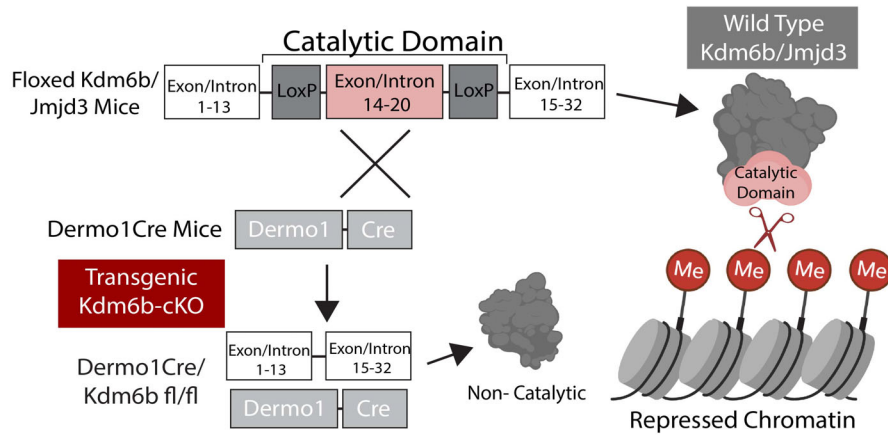 Catalytic Domain
Floxed Kdm6b/
Jmjd3 Mice
Exon/Intron
1-13
LoxP
Exon/Intron
14-20
LoxP
Exon/Intron
15-32
Wild Type
Kdm6b/Jmjd3
Catalytic
Domain
Dermo1Cre Mice
Dermo1
Cre
Transgenic
Kdm6b-cKO
Me
Me
Me
Me
Dermo1Cre/
Kdm6b fl/fl
Exon/Intron
1-13
Exon/Intron
15-32
Dermo1
Cre
Non- Catalytic
Repressed Chromatin